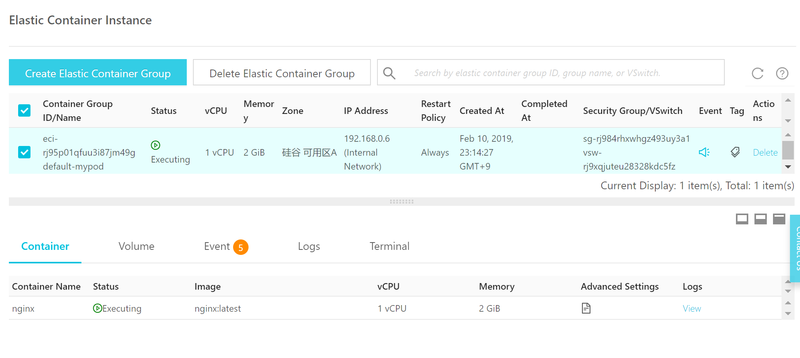 Elastic Container Instance
Create Elastic Container Group
Delete Elastic Container Group
Search by elastic container group ID, group name, or VSwitch.
Container Group ID/Name
Status
vCPU
Memory
Zone
IP Address
Restart Policy
Created At
Completed At
Security Group/VSwitch
Event
Tag
Actions
eci-
rj95p01qfuu3i87jm49g
default-mypod
Executing
1 vCPU
2 GiB
硅谷 可用区A
192.168.0.6
(Internal
Network)
Always
Feb 10, 2019,
23:14:27
GMT+9
sg-rj984rhxwhgz493uy3a1
vsw-
rj9xqjuteu28328kdc5fz
Delete
Current Display: 1 item(s), Total: 1 item(s)
Container
Volume
Event 5
Logs
Terminal
Contact Us
Container Name
Status
Image
vCPU
Memory
Advanced Settings
Logs
nginx
Executing
nginx:latest
1 vCPU
2 GiB
View